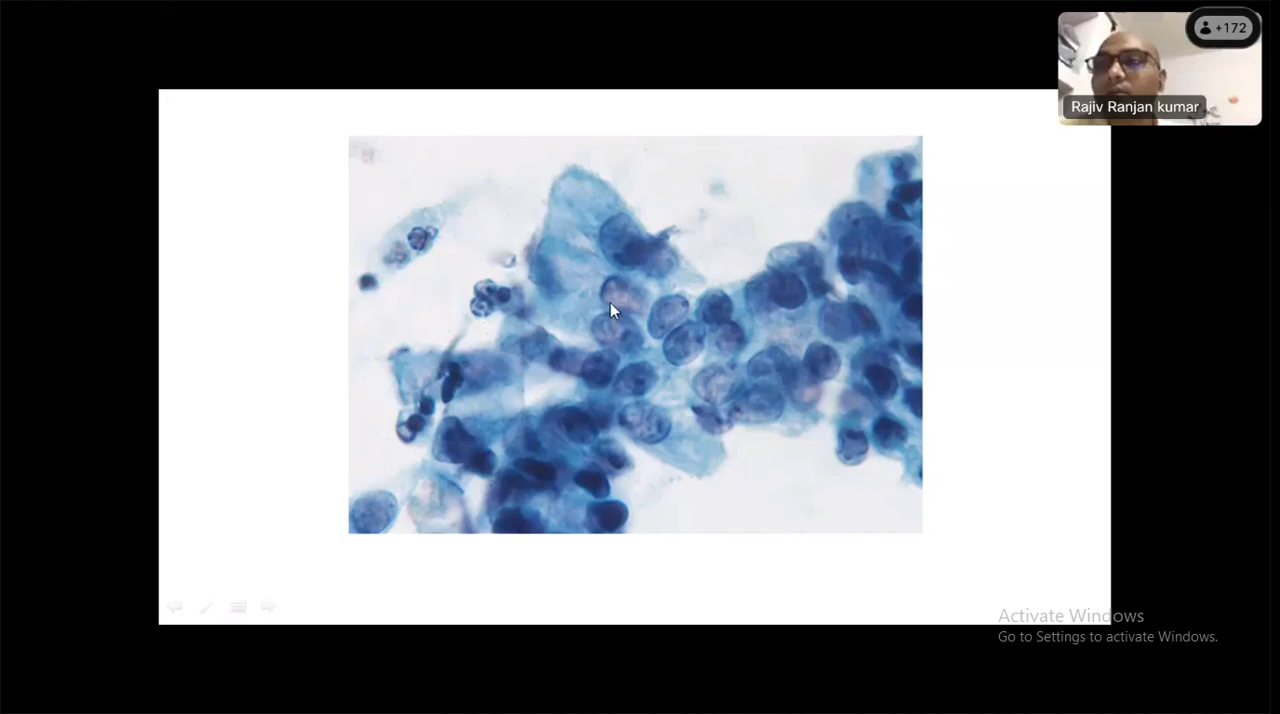 +172
Rajiv Ranjan kumar
Activate Windows
Go to Settings to activate Windows.